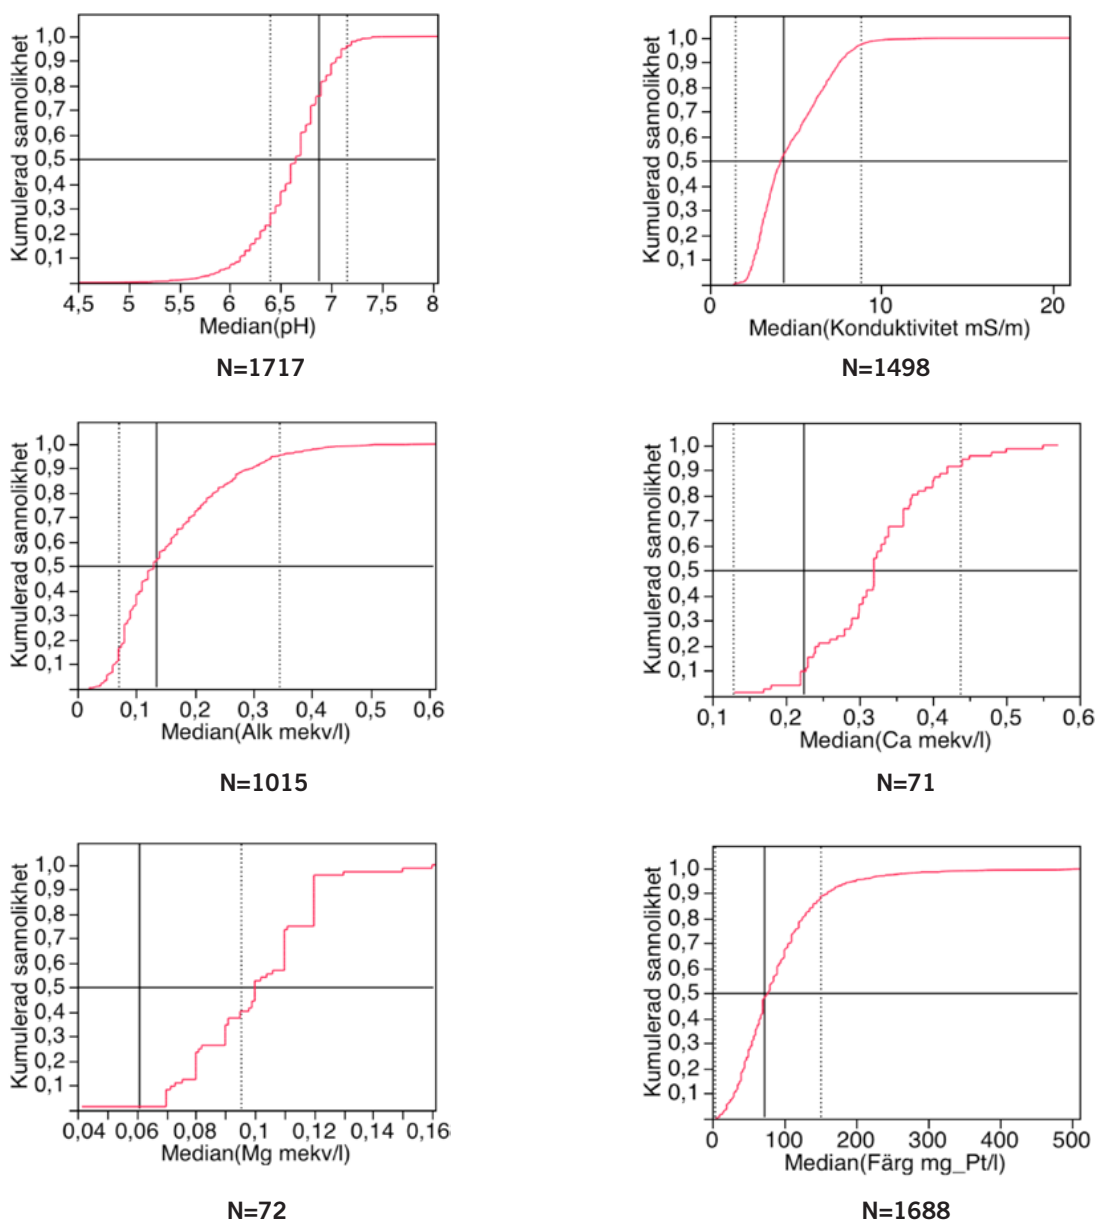 Kumulerad sannolikhet
1,0
0,9
0,8
0,7
0,6
0,5
0,4
0,3
0,2
0,1
4,5 5 5,5 6 6,5 7 7,5 8
Median(pH)
N=1717
Kumulerad sannolikhet
1,0
0,9
0,8
0,7
0,6
0,5
0,4
0,3
0,2
0,1
0 10 20
Median(Konduktivitet mS/m)
N=1498
Kumulerad sannolikhet
1,0
0,9
0,8
0,7
0,6
0,5
0,4
0,3
0,2
0,1
0 0,1 0,2 0,3 0,4 0,5 0,6
Median(Alk mekv/l)
N=1015
Kumulerad sannolikhet
1,0
0,9
0,8
0,7
0,6
0,5
0,4
0,3
0,2
0,1
0,1 0,2 0,3 0,4 0,5 0,6
Median(Ca mekv/l)
N=71
Kumulerad sannolikhet
1,0
0,9
0,8
0,7
0,6
0,5
0,4
0,3
0,2
0,1
0,04 0,06 0,08 0,1 0,12 0,14 0,16
Median(Mg mekv/l)
N=72
Kumulerad sannolikhet
1,0
0,9
0,8
0,7
0,6
0,5
0,4
0,3
0,2
0,1
0 100 200 300 400 500
Median(Färg mg_Pt/l)
N=1688